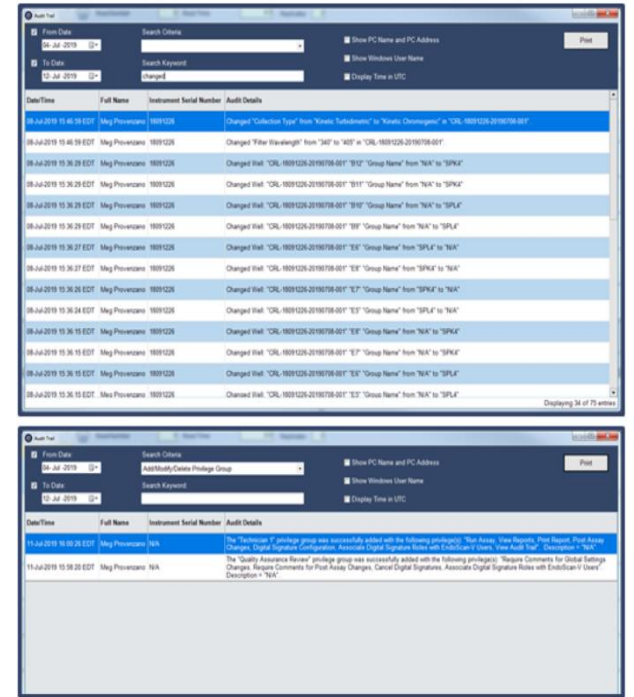 Audit Trail
From Date:
04-Jul-2019
To Date:
12-Jul-2019
Search Criteria:
Search Keyword:
changed
Show PC Name and PC Address
Show Windows User Name
Display Time in UTC
Print
Date/Time Full Name Instrument Serial Number Audit Details
08-Jul-2019 15:46:59 EDT Meg Provenzano 18091226 Changed "Collection Type" from "Kinetic Turbidimetric" to "Kinetic Chromogenic" in "CRL-18091226-20190708-001".
08-Jul-2019 15:46:59 EDT Meg Provenzano 18091226 Changed "Filter Wavelength" from "340" to "405" in "CRL-18091226-20190708-001".
08-Jul-2019 15:36:29 EDT Meg Provenzano 18091226 Changed Well: "CRL-18091226-20190708-001" "B12" "Group Name" from "N/A" to "SPK4"
08-Jul-2019 15:36:29 EDT Meg Provenzano 18091226 Changed Well: "CRL-18091226-20190708-001" "B11" "Group Name" from "N/A" to "SPK4"
08-Jul-2019 15:36:29 EDT Meg Provenzano 18091226 Changed Well: "CRL-18091226-20190708-001" "B10" "Group Name" from "N/A" to "SPL4"
08-Jul-2019 15:36:29 EDT Meg Provenzano 18091226 Changed Well: "CRL-18091226-20190708-001" "B9" "Group Name" from "N/A" to "SPL4"
08-Jul-2019 15:36:27 EDT Meg Provenzano 18091226 Changed Well: "CRL-18091226-20190708-001" "E6" "Group Name" from "SPL4" to "N/A"
08-Jul-2019 15:36:27 EDT Meg Provenzano 18091226 Changed Well: "CRL-18091226-20190708-001" "E8" "Group Name" from "SPK4" to "N/A"
08-Jul-2019 15:36:26 EDT Meg Provenzano 18091226 Changed Well: "CRL-18091226-20190708-001" "E7" "Group Name" from "SPK4" to "N/A"
08-Jul-2019 15:36:24 EDT Meg Provenzano 18091226 Changed Well: "CRL-18091226-20190708-001" "E5" "Group Name" from "SPL4" to "N/A"
08-Jul-2019 15:36:15 EDT Meg Provenzano 18091226 Changed Well: "CRL-18091226-20190708-001" "E8" "Group Name" from "N/A" to "SPK4"
08-Jul-2019 15:36:15 EDT Meg Provenzano 18091226 Changed Well: "CRL-18091226-20190708-001" "E7" "Group Name" from "N/A" to "SPK4"
08-Jul-2019 15:36:15 EDT Meg Provenzano 18091226 Changed Well: "CRL-18091226-20190708-001" "E6" "Group Name" from "N/A" to "SPL4"
08-Jul-2019 15:36:15 EDT Meg Provenzano 18091226 Changed Well: "CRL-18091226-20190708-001" "E5" "Group Name" from "N/A" to "SPL4"
Displaying 34 of 75 entries
Audit Trail
From Date:
04-Jul-2019
To Date:
12-Jul-2019
Search Criteria:
Add/Modify/Delete Privilege Group
Search Keyword:
Show PC Name and PC Address
Show Windows User Name
Display Time in UTC
Print
Date/Time Full Name Instrument Serial Number Audit Details
11-Jul-2019 16:00:26 EDT Meg Provenzano N/A The "Technician 1" privilege group was successfully added with the following privilege(s): "Run Assay, View Reports, Print Report, Post Assay
Changes, Digital Signature Configuration, Associate Digital Signature Roles with EndoScan-V Users, View Audit Trail". Description = "N/A".
11-Jul-2019 15:58:20 EDT Meg Provenzano N/A The "Quality Assurance Review" privilege group was successfully added with the following privilege(s): "Require Comments for Global Settings
Changes, Require Comments for Post Assay Changes, Cancel Digital Signatures, Associate Digital Signature Roles with EndoScan-V Users".
Description = "N/A".